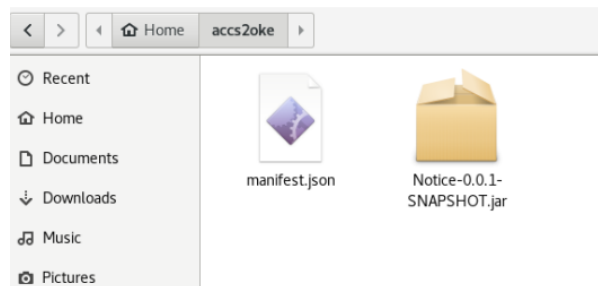 Home
accs2oke
Recent
Home
Documents
Downloads
Music
Pictures
manifest.json
Notice-0.0.1-
SNAPSHOT.jar